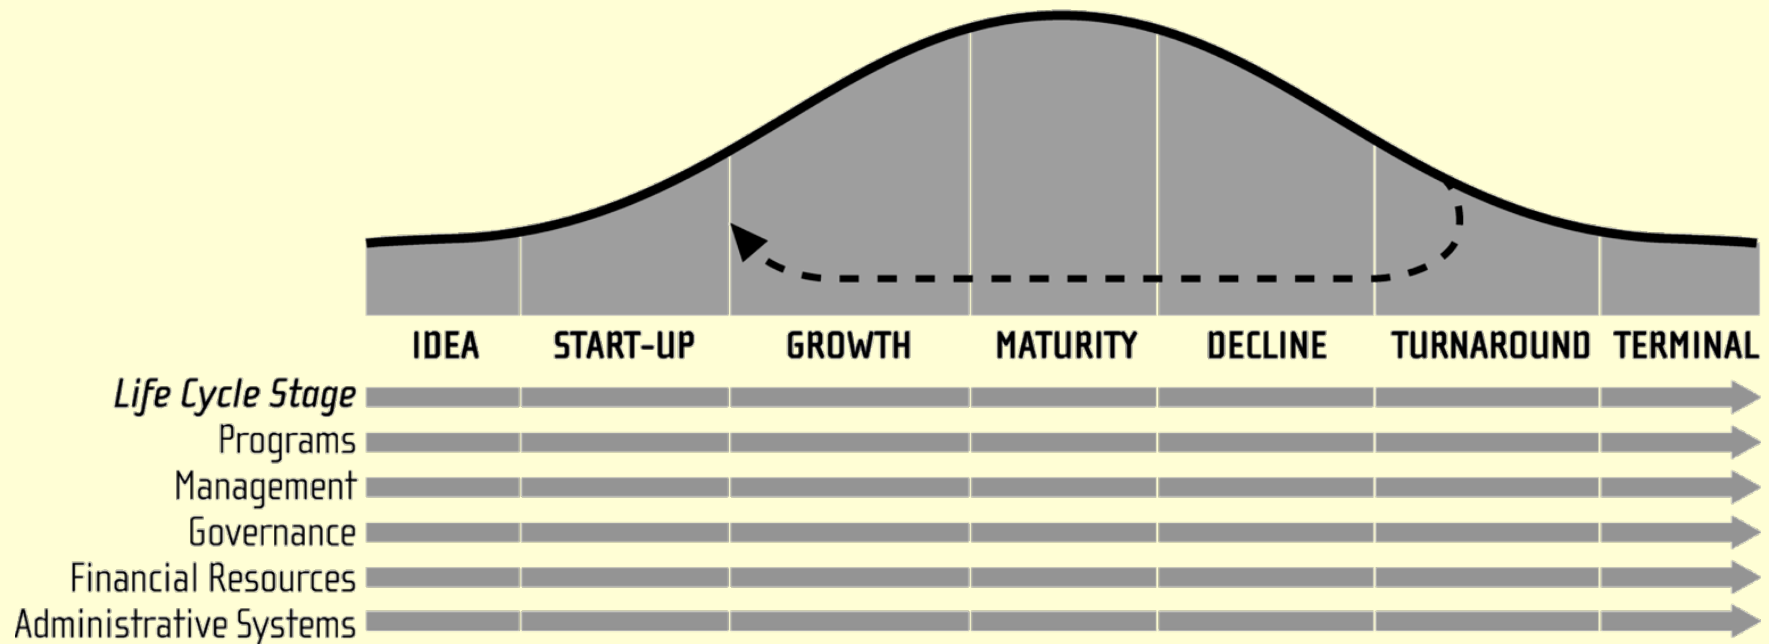 IDEA START-UP GROWTH MATURITY DECLINE TURNAROUND TERMINAL
Life Cycle Stage
Programs
Management
Governance
Financial Resources
Administrative Systems